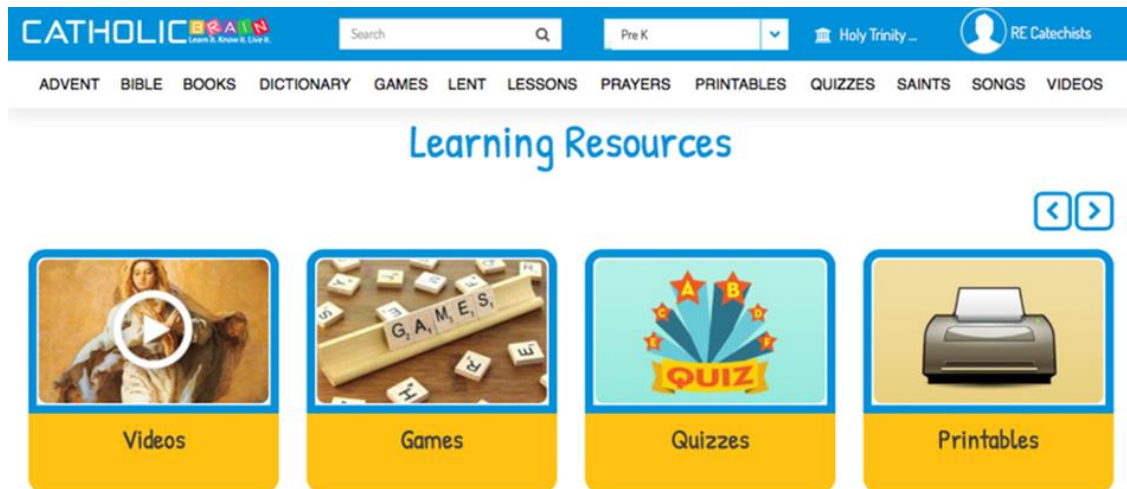 CATHOLIC BRAIN
Learn it. Know it. Live it.
Search
Pre K
Holy Trinity ...
RE Catechists
ADVENT BIBLE BOOKS DICTIONARY GAMES LENT LESSONS PRAYERS PRINTABLES QUIZZES SAINTS SONGS VIDEOS
Learning Resources
G A M E S
A B
C D
E F
QUIZ
Videos Games Quizzes Printables